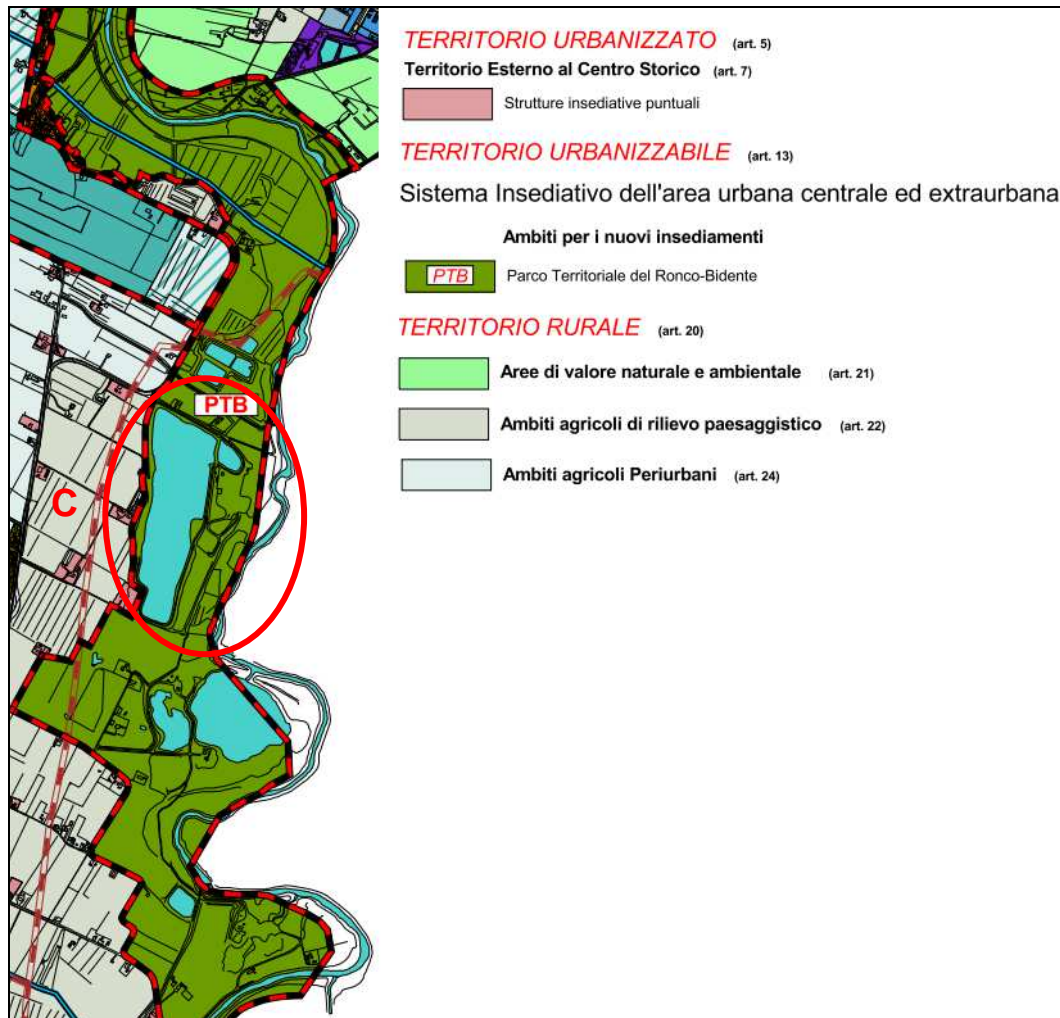 TERRITORIO URBANIZZATO (art. 5)
Territorio Esterno al Centro Storico (art. 7)
Strutture insediative puntuali
TERRITORIO URBANIZZABILE (art. 13)
Sistema Insediativo dell'area urbana centrale ed extraurbana
Ambiti per i nuovi insediamenti
PTB Parco Territoriale del Ronco-Bidente
TERRITORIO RURALE (art. 20)
Aree di valore naturale e ambientale (art. 21)
Ambiti agricoli di rilievo paesaggistico (art. 22)
Ambiti agricoli Periurbani (art. 24)
PTB
C